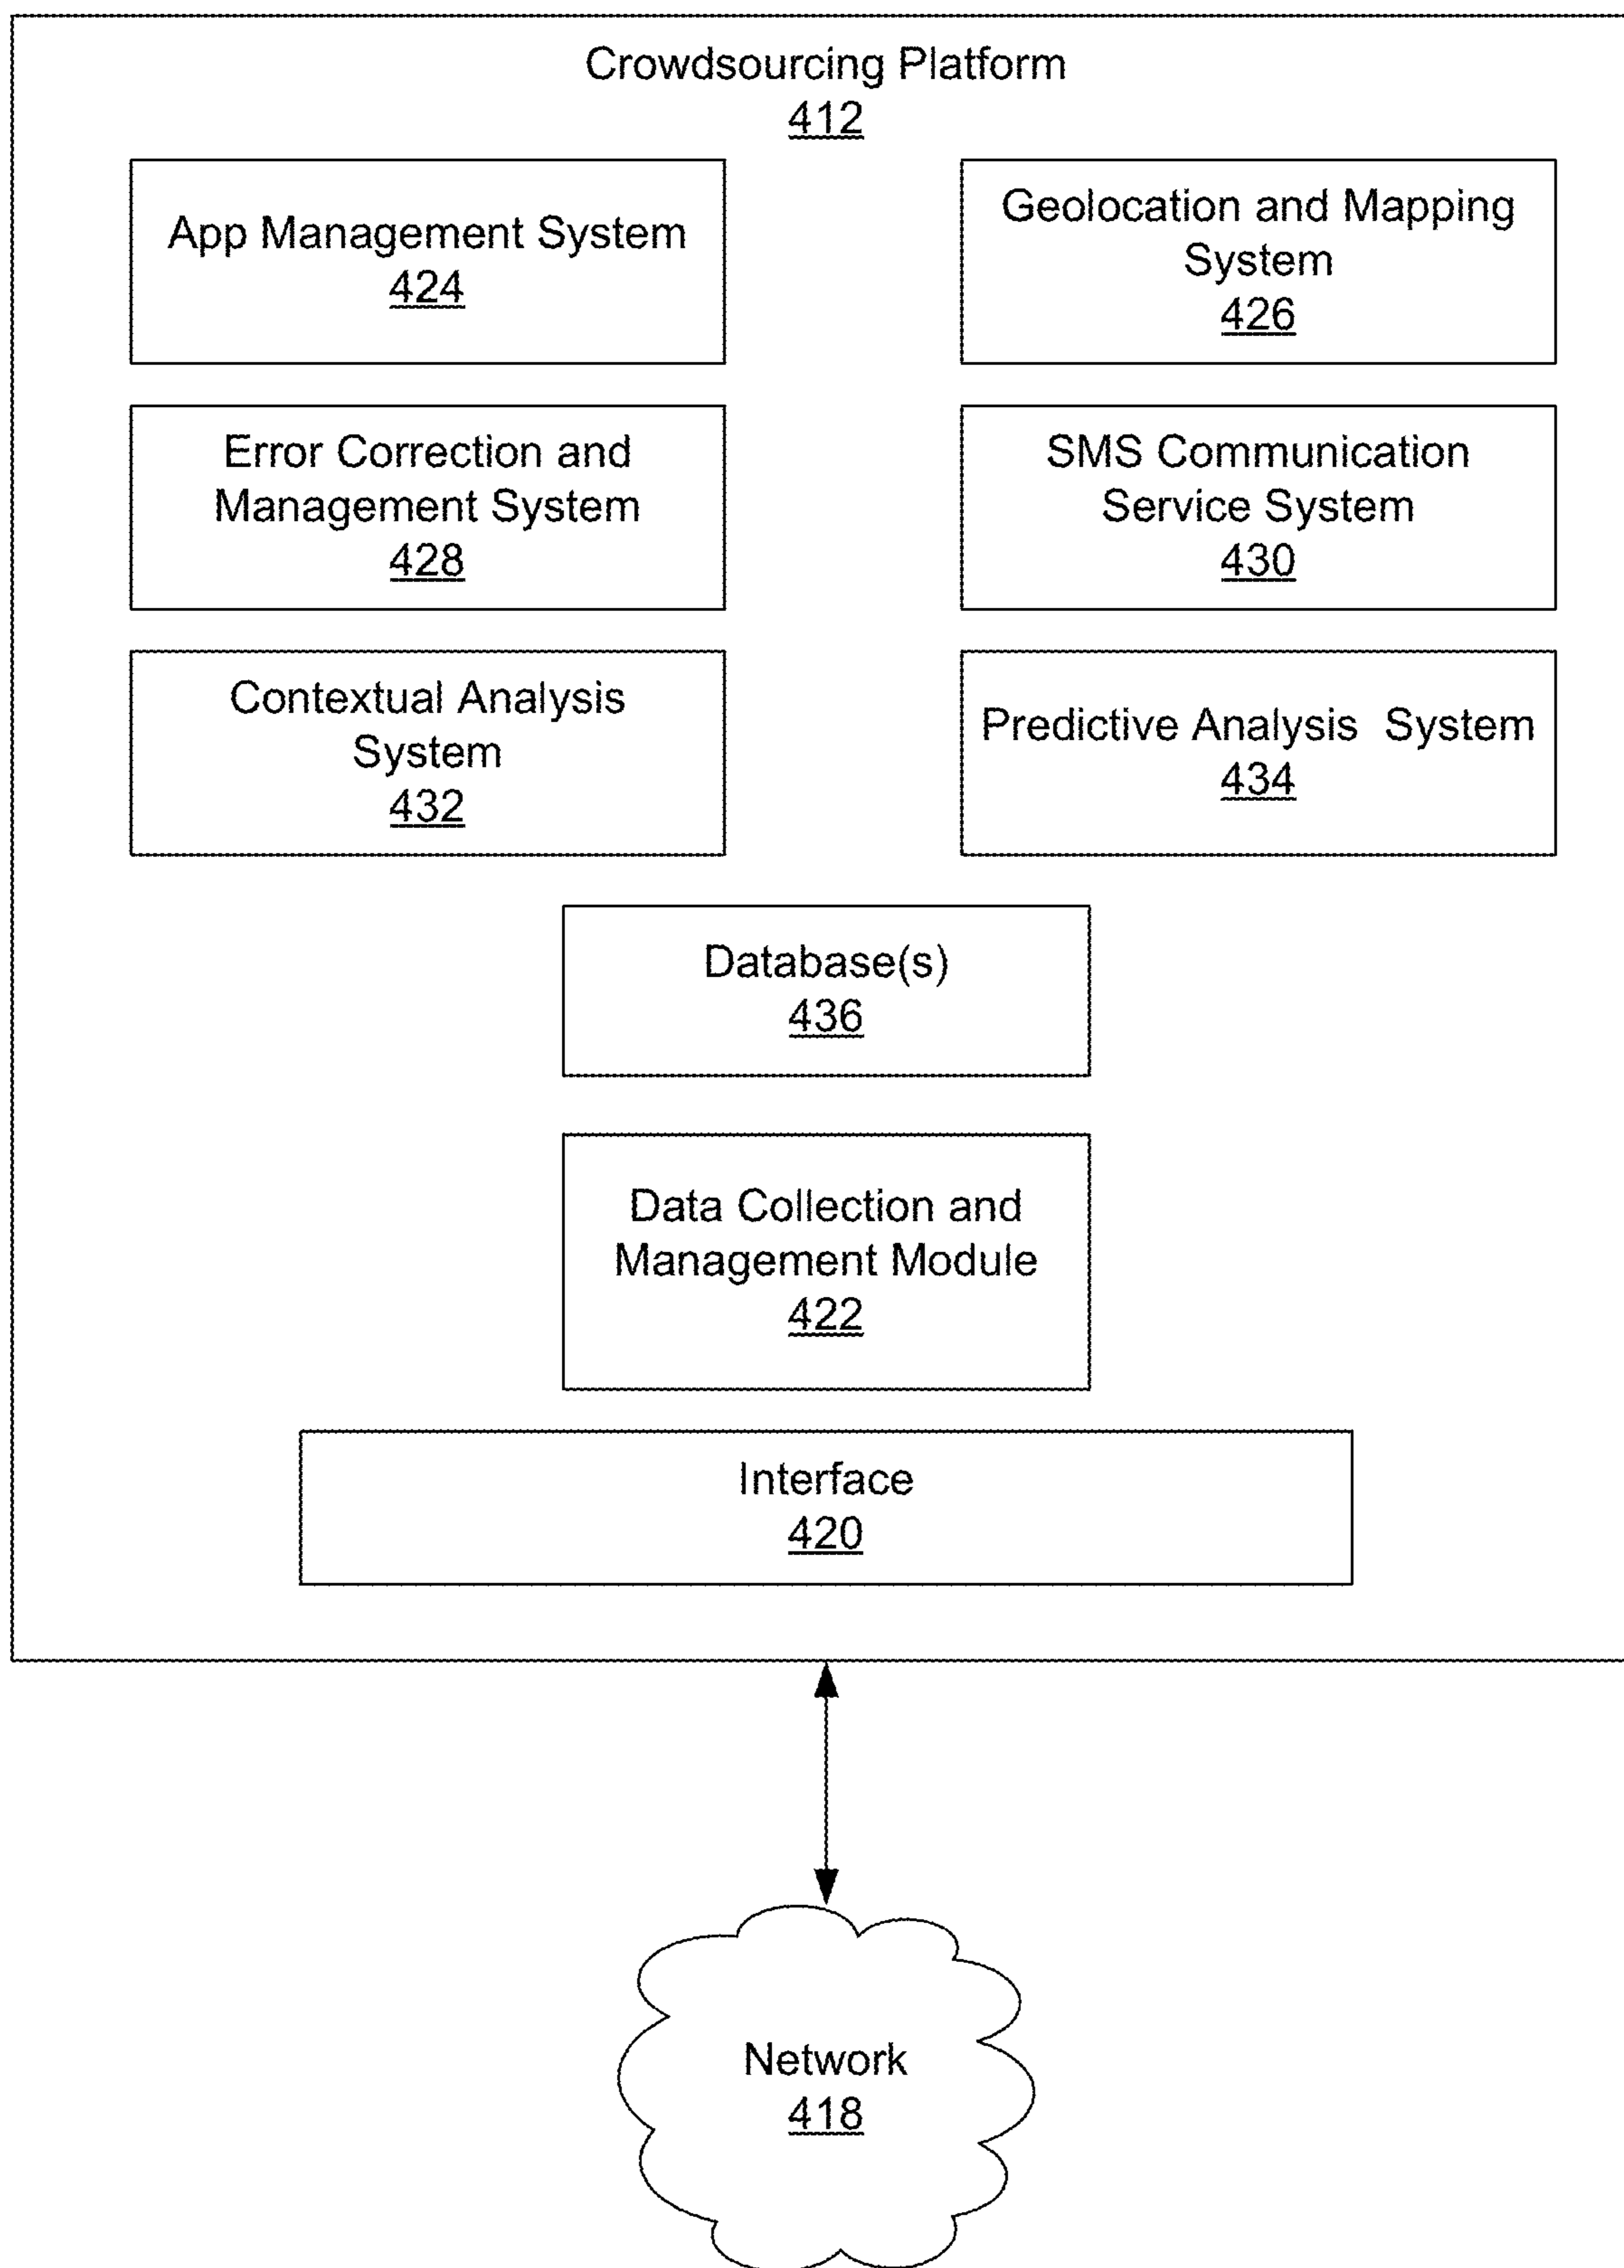 Crowdsourcing Platform
412
App Management System
424
Geolocation and Mapping
System
426
Error Correction and
Management System
428
SMS Communication
Service System
430
Contextual Analysis
System
432
Predictive Analysis  System
434
Database(s)
436
Data Collection and
Management Module
422
Interface
420
Network
418